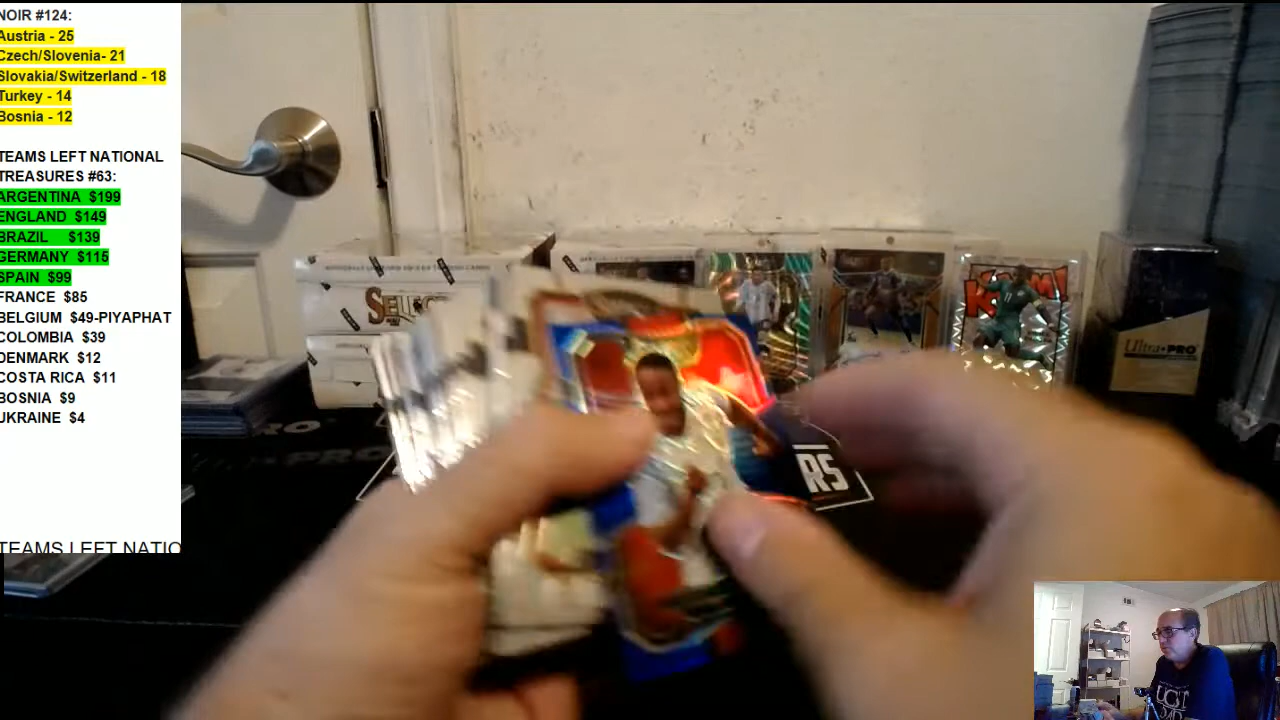 NOIR #124:
Austria - 25
Czech/Slovenia- 21
Slovakia/Switzerland - 18
Turkey - 14
Bosnia - 12
TEAMS LEFT NATIONAL
TREASURES #63:
ARGENTINA $199
ENGLAND $149
BRAZIL $139
GERMANY $115
SPAIN $99
FRANCE $85
BELGIUM $49-PIYAPHAT
COLOMBIA $39
DENMARK $12
COSTA RICA $11
BOSNIA $9
UKRAINE $4
TEAMS LEFT NATIO
SELEC
Ultra•PRO
RS